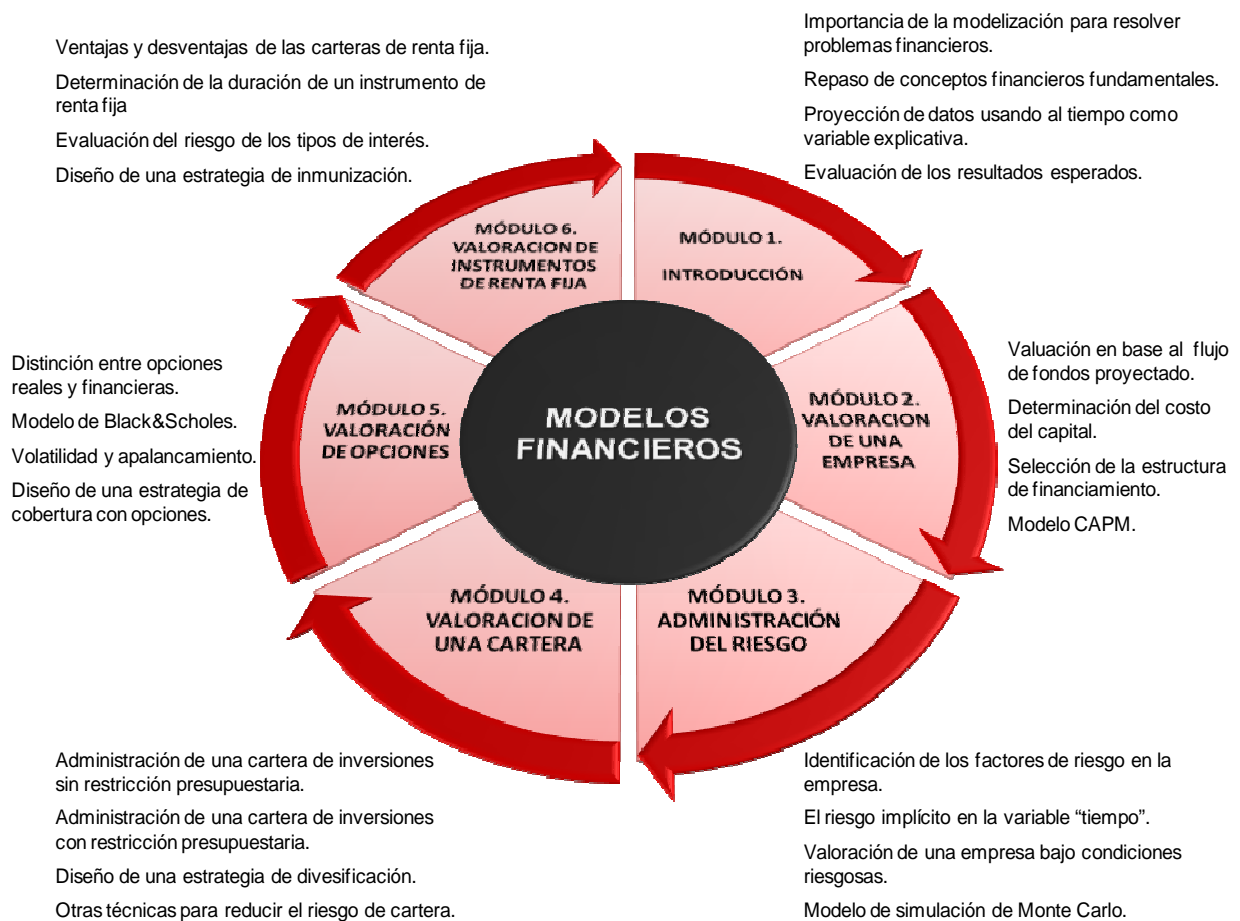 Importancia de la modelización para resolver
problemas financieros.
Repaso de conceptos financieros fundamentales.
Proyección de datos usando al tiempo como
variable explicativa.
Evaluación de los resultados esperados.
Ventajas y desventajas de las carteras de renta fija.
Determinación de la duración de un instrumento de
renta fija
Evaluación del riesgo de los tipos de interés.
Diseño de una estrategia de inmunización.
MÓDULO 6.
VALORACION DE
INSTRUMENTOS
DE RENTA FIJA
MÓDULO 1.
INTRODUCCIÓN
Distinción entre opciones
reales y financieras.
Modelo de Black&Scholes.
Volatilidad y apalancamiento.
Diseño de una estrategia de
cobertura con opciones.
MÓDULO 5.
VALORACIÓN
DE OPCIONES
MODELOS
FINANCIEROS
MÓDULO 2.
VALORACION
DE UNA
EMPRESA
Valuación en base al flujo
de fondos proyectado.
Determinación del costo
del capital.
Selección de la estructura
de financiamiento.
Modelo CAPM.
MÓDULO 4.
VALORACION DE
UNA CARTERA
MÓDULO 3.
ADMINISTRACIÓN
DEL RIESGO
Administración de una cartera de inversiones
sin restricción presupuestaria.
Administración de una cartera de inversiones
con restricción presupuestaria.
Diseño de una estrategia de divesificación.
Otras técnicas para reducir el riesgo de cartera.
Identificación de los factores de riesgo en la
empresa.
El riesgo implícito en la variable “tiempo”.
Valoración de una empresa bajo condiciones
riesgosas.
Modelo de simulación de Monte Carlo.